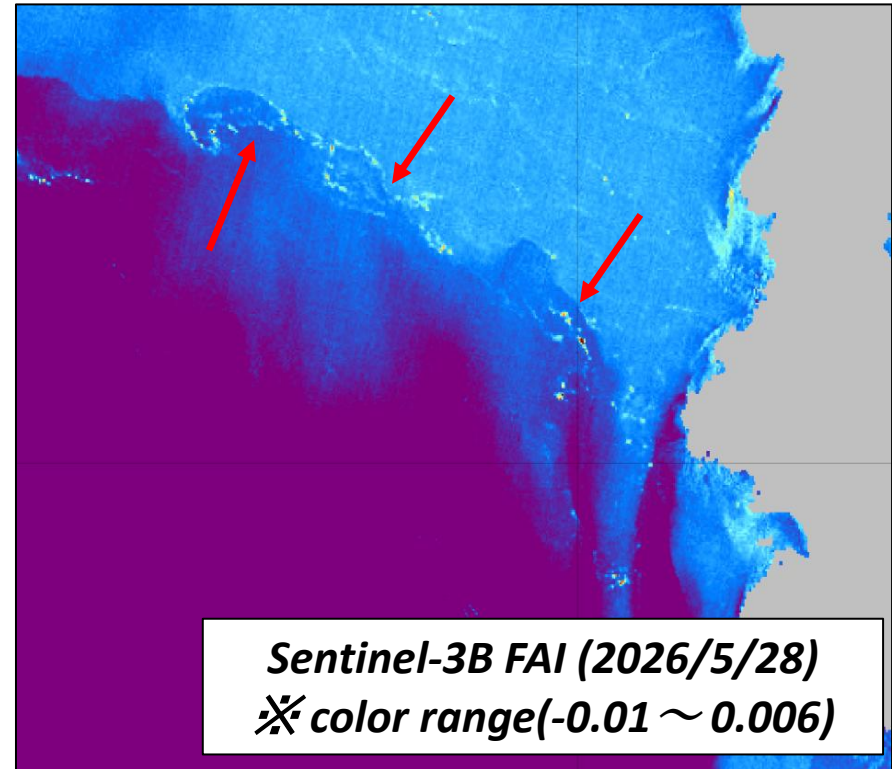 Sentinel-3B FAI (2026/5/28)
※ color range(-0.01～0.006)